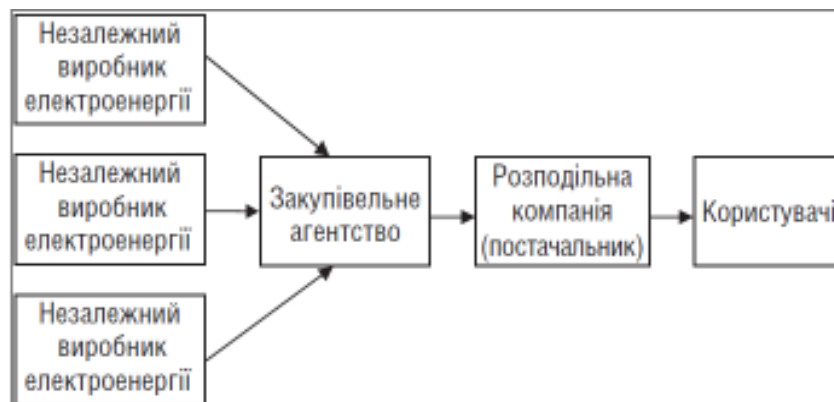 Незалежний
виробник
електроенергії
Незалежний
виробник
електроенергії
Незалежний
виробник
електроенергії
Закупівельне
агентство
Розподільна
компанія
(постачальник)
Користувачі